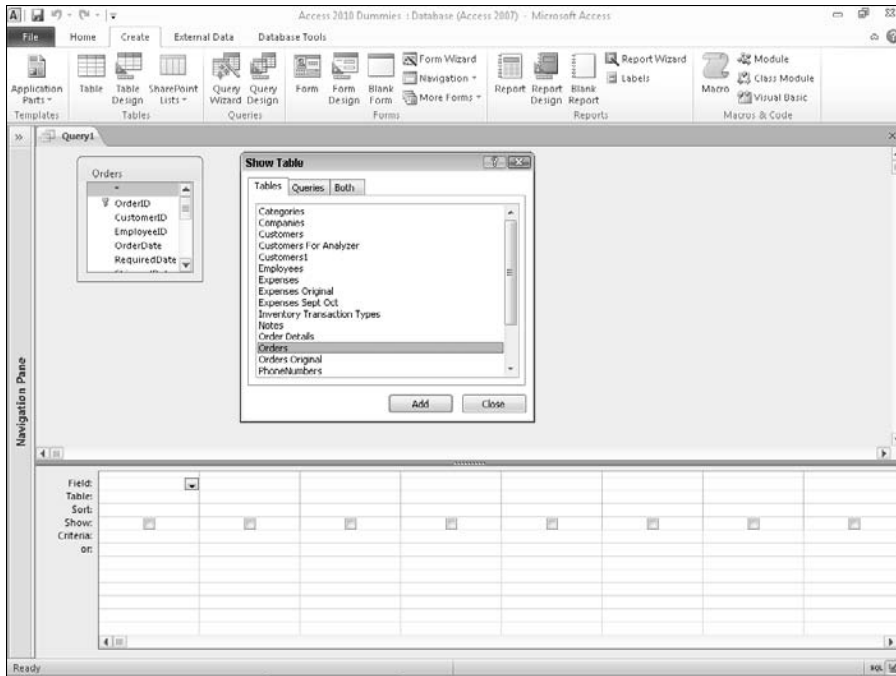 Access 2010 Dummies : Database (Access 2007) - Microsoft Access
File Home Create External Data Database Tools
Application Parts
Table
Table Design
SharePoint Lists
Query Wizard
Query Design
Form
Form Design
Blank Form
Form Wizard
Navigation
More Forms
Report
Report Design
Blank Report
Report Wizard
Labels
Macro
Module
Class Module
Visual Basic
Templates Tables Queries Forms Reports Macros & Code
Query1
Navigation Pane
Orders
*
OrderID
CustomerID
EmployeeID
OrderDate
RequiredDate
Show Table
Tables Queries Both
Categories
Companies
Customers
Customers For Analyzer
Customers1
Employees
Expenses
Expenses Original
Expenses Sept Oct
Inventory Transaction Types
Notes
Order Details
Orders
Orders Original
PhoneNumbers
Add Close
Field:
Table:
Sort:
Show:
Criteria:
or:
Ready
SQL